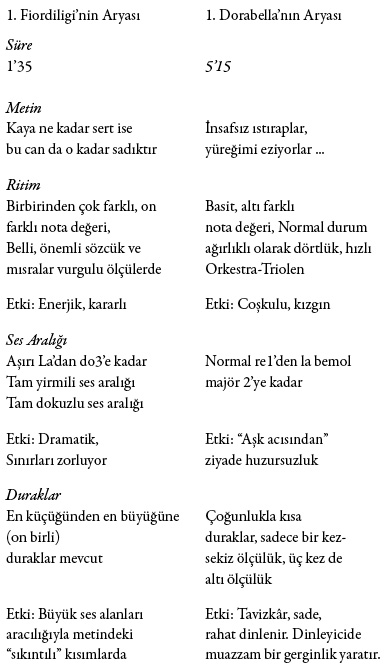 1. Fiordiligi’nin Aryası
Süre
1’35
Metin
Kaya ne kadar sert ise
bu can da o kadar sadıktır
Ritim
Birbirinden çok farklı, on
farklı nota değeri,
Belli, önemli sözcük ve
mısralar vurgulu ölçülerde
Etki: Enerjik, kararlı
Ses Aralığı
Aşırı La’dan do3’e kadar
Tam yirmili ses aralığı
Tam dokuzlu ses aralığı
Etki: Dramatik,
Sınırları zorluyor
Duraklar
En küçüğünden en büyüğüne
(on birli)
duraklar mevcut
Etki: Büyük ses alanları
aracılığıyla metindeki
“sıkıntılı” kısımlarda
1. Dorabella’nın Aryası
5’15
İnsafsız ıstıraplar,
yüreğimi eziyorlar ...
Basit, altı farklı
nota değeri, Normal durum
ağırlıklı olarak dörtlük, hızlı
Orkestra-Triolen
Etki: Coşkulu, kızgın
Normal re1’den la bemol
majör 2’ye kadar
Etki: “Aşk acısından”
ziyade huzursuzluk
Çoğunlukla kısa
duraklar, sadece bir kez-
sekiz ölçülük, üç kez de
altı ölçülük
Etki: Tavizkâr, sade,
rahat dinlenir. Dinleyicide
muazzam bir gerginlik yaratır.